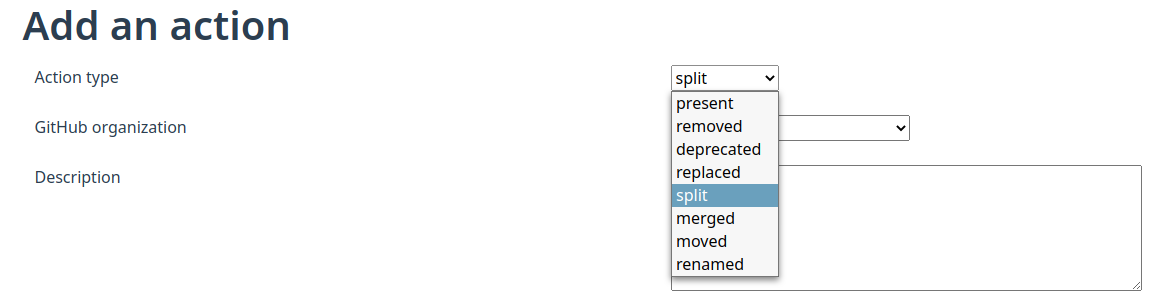 Add an action
Action type
split
present
GitHub organization
removed
deprecated
Description
replaced
split
merged
moved
renamed